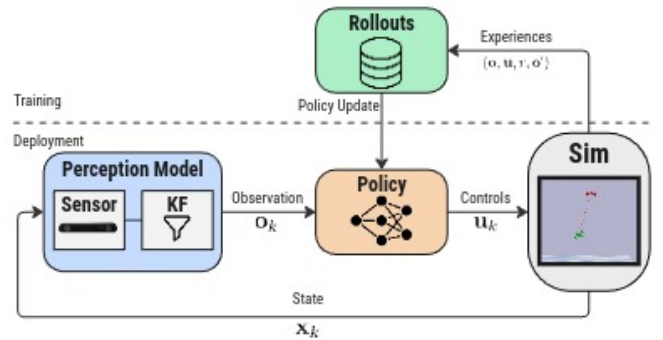 Rollouts
Experiences
(o, u, r, o′)
Training
Policy Update
Deployment
Perception Model
Sensor
KF
Observation
o_k
Policy
Controls
u_k
Sim
State
x_k